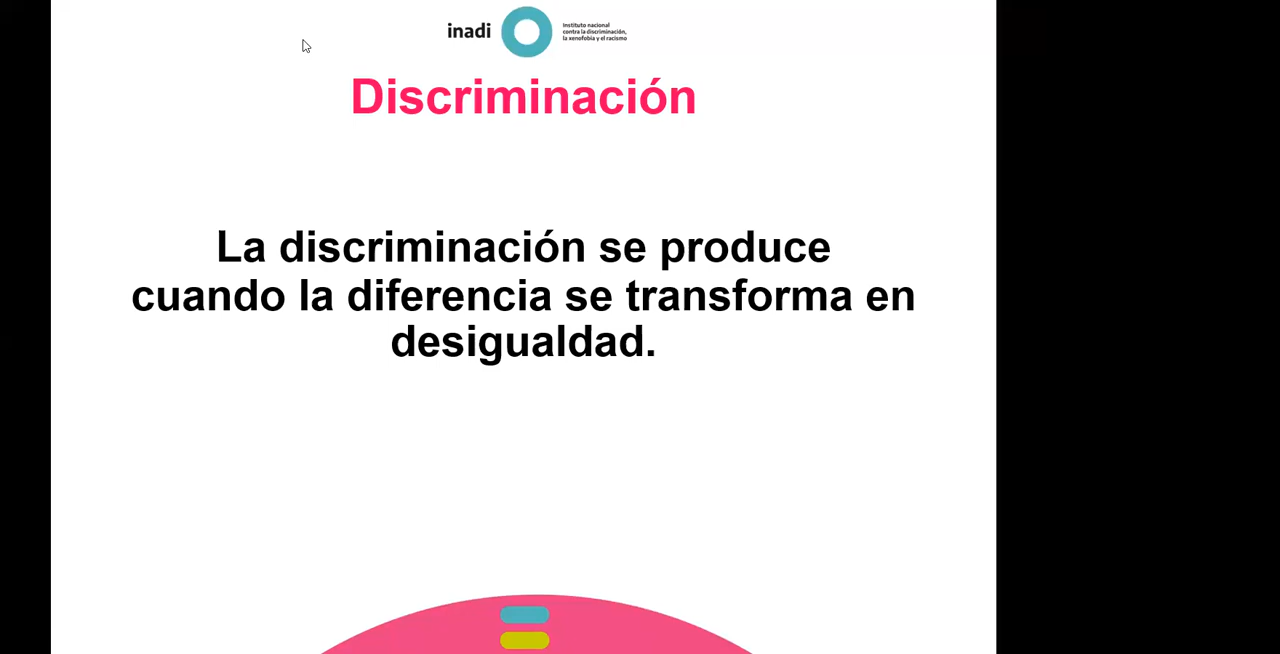 inadi
instituto nacional
contra la discriminación,
la xenofobia y el racismo
Discriminación
La discriminación se produce
cuando la diferencia se transforma en
desigualdad.